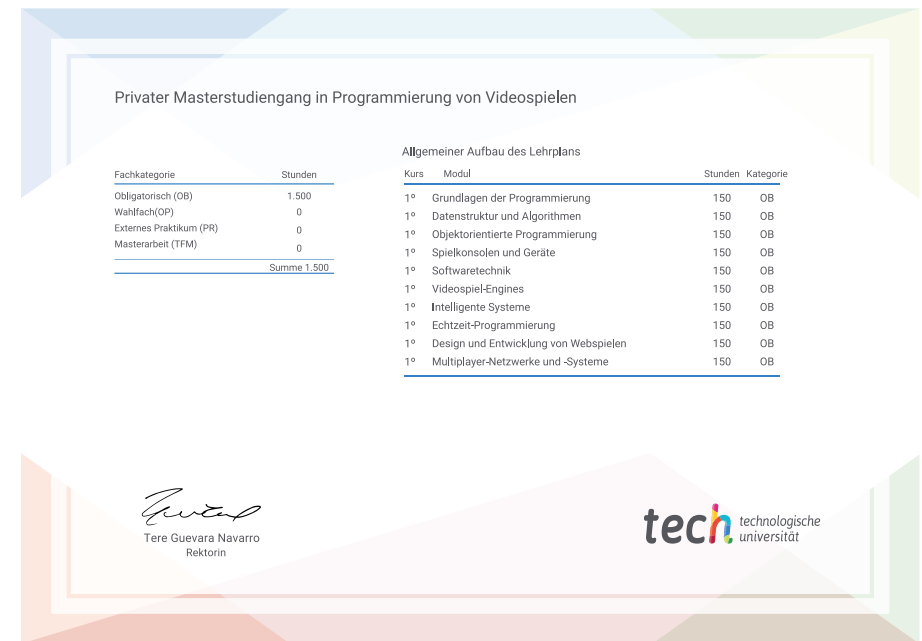 Privater Masterstudiengang in Programmierung von Videospielen
Fachkategorie Stunden
Obligatorisch (OB) 1.500
Wahlfach(OP) 0
Externes Praktikum (PR) 0
Masterarbeit (TFM) 0
Summe 1.500
Allgemeiner Aufbau des Lehrplans
Kurs Modul Stunden Kategorie
1º Grundlagen der Programmierung 150 OB
1º Datenstruktur und Algorithmen 150 OB
1º Objektorientierte Programmierung 150 OB
1º Spielkonsolen und Geräte 150 OB
1º Softwaretechnik 150 OB
1º Videospiel-Engines 150 OB
1º Intelligente Systeme 150 OB
1º Echtzeit-Programmierung 150 OB
1º Design und Entwicklung von Webspielen 150 OB
1º Multiplayer-Netzwerke und -Systeme 150 OB
Tere Guevara Navarro
Rektorin
tech technologische
universität